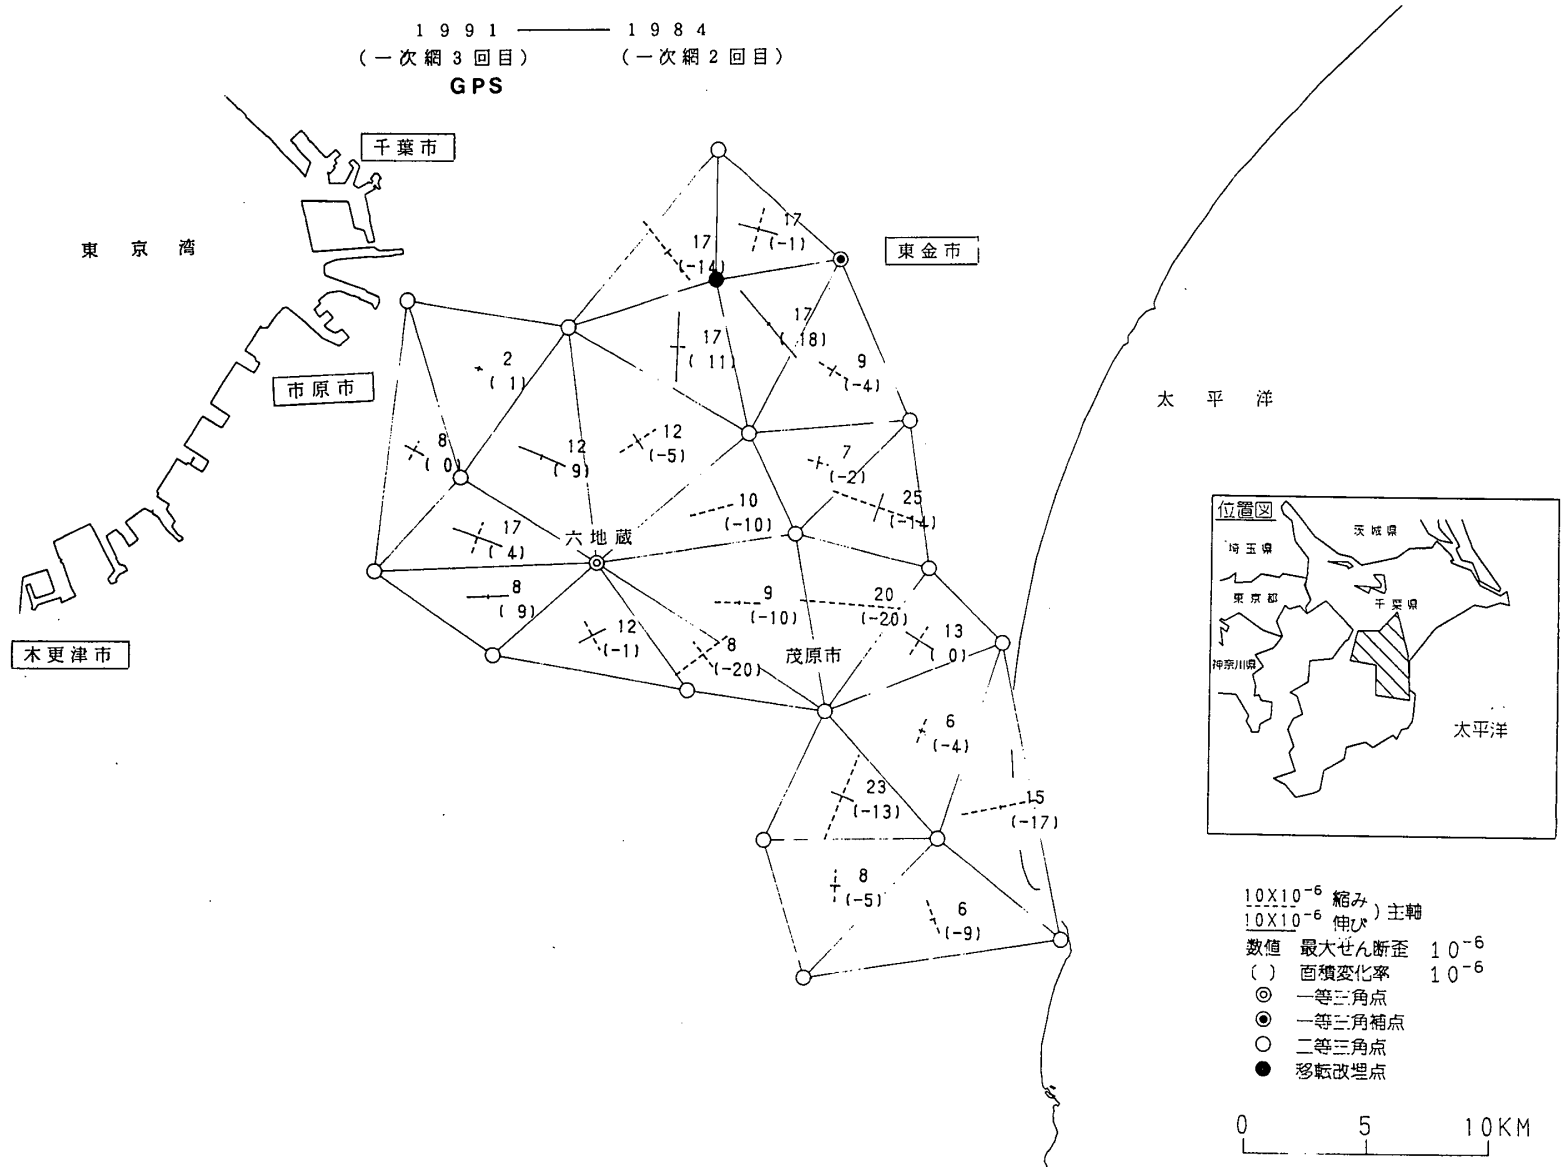 1991 ――― 1984
(一次網3回目) (一次網2回目)
GPS
千葉市
東京湾
東金市
市原市
太平洋
木更津市
六地蔵
茂原市
17
(-1)
17
(-14)
17
(-18)
17
( 11)
9
(-4)
2
( 1)
8
( 0)
12
( 9)
12
(-5)
7
(-2)
10
(-10)
25
(-14)
17
( 4)
8
( 9)
9
(-10)
20
(-20)
12
(-1)
8
(-20)
13
( 0)
6
(-4)
23
(-13)
15
(-17)
8
(-5)
6
(-9)
位置図
茨城県
埼玉県
東京都
千葉県
神奈川県
太平洋
10X10⁻⁶ 縮み
10X10⁻⁶ 伸び ) 主軸
数値 最大せん断歪 10⁻⁶
( ) 面積変化率 10⁻⁶
◎ 一等三角点
◉ 一等三角補点
○ 二等三角点
● 移転改埋点
0 5 10KM